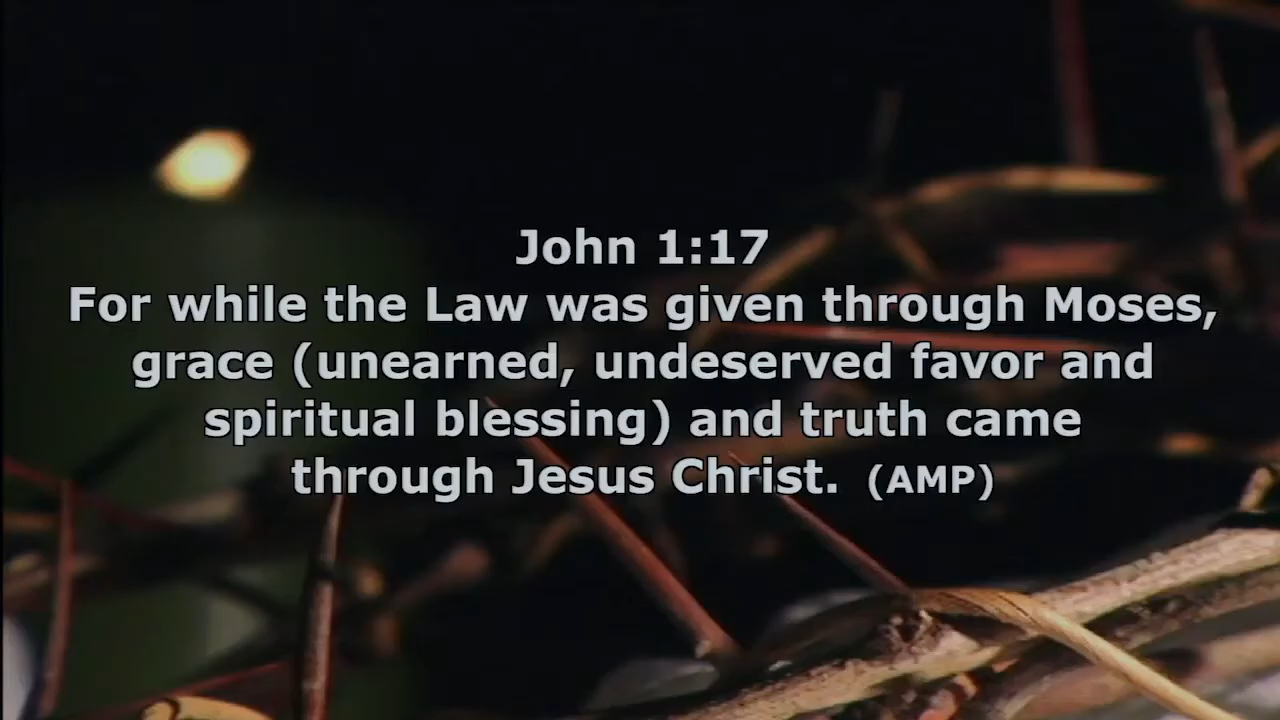 John 1:17
For while the Law was given through Moses,
grace (unearned, undeserved favor and
spiritual blessing) and truth came
through Jesus Christ. (AMP)